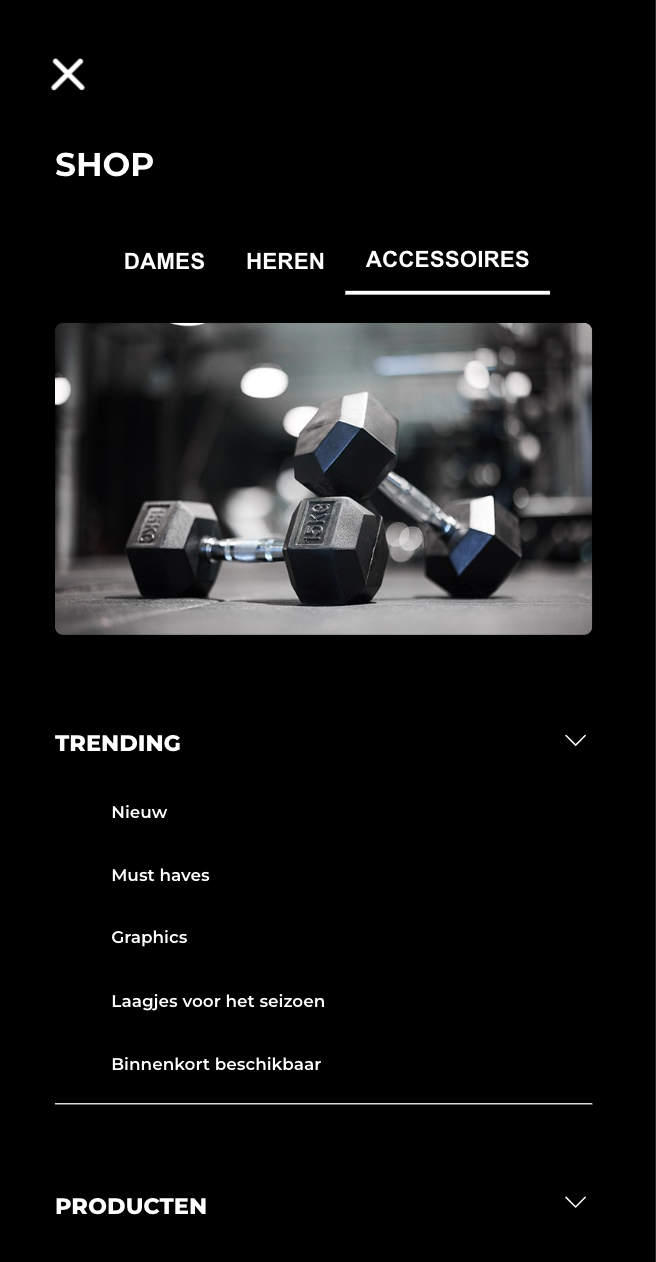 SHOP
DAMES HEREN ACCESSOIRES
15KG
15KG
TRENDING
Nieuw
Must haves
Graphics
Laagjes voor het seizoen
Binnenkort beschikbaar
PRODUCTEN